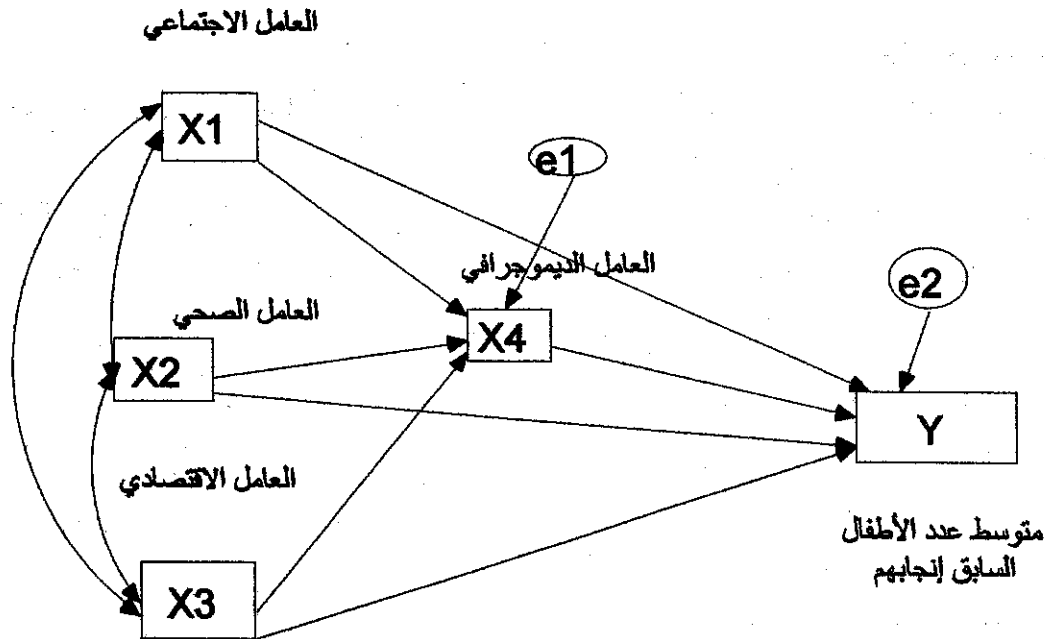 العامل الاجتماعي
X1
e1
العامل الديموجرافي
e2
العامل الصحي
X4
X2
Y
العامل الاقتصادي
متوسط عدد الأطفال
السابق إنجابهم
X3